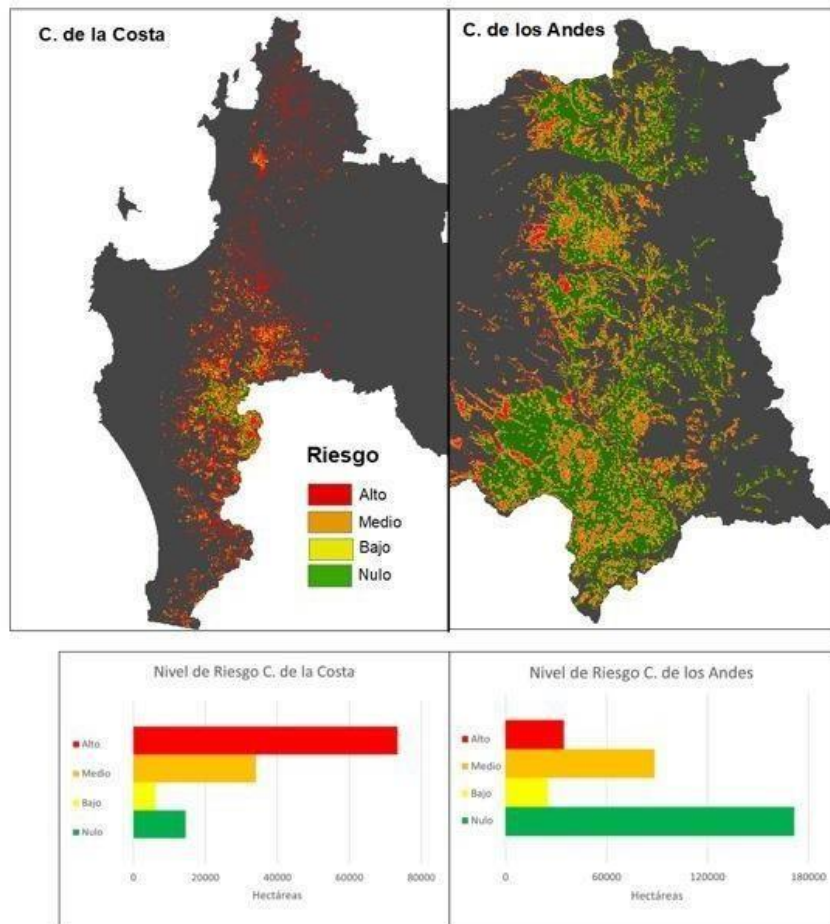 C. de la Costa
C. de los Andes
Riesgo
Alto
Medio
Bajo
Nulo
Nivel de Riesgo C. de la Costa
Alto
Medio
Bajo
Nulo
0 20000 40000 60000 80000
Hectáreas
Nivel de Riesgo C. de los Andes
Alto
Medio
Bajo
Nulo
0 60000 120000 180000
Hectáreas